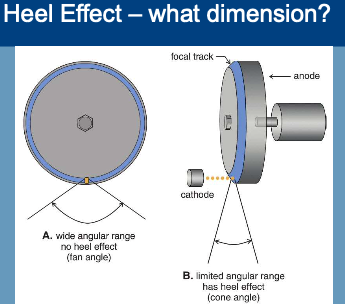 Heel Effect – what dimension?
focal track
anode
cathode
A. wide angular range
no heel effect
(fan angle)
B. limited angular range
has heel effect
(cone angle)